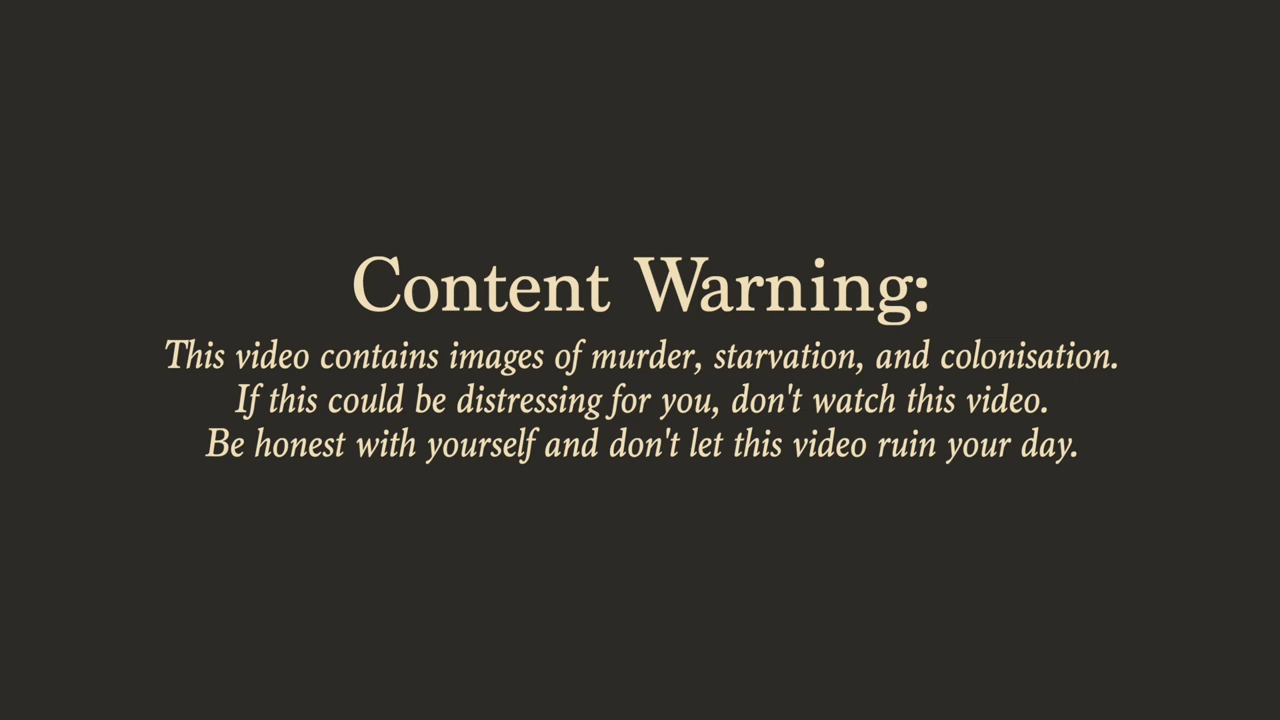 Content Warning:
This video contains images of murder, starvation, and colonisation.
If this could be distressing for you, don't watch this video.
Be honest with yourself and don't let this video ruin your day.